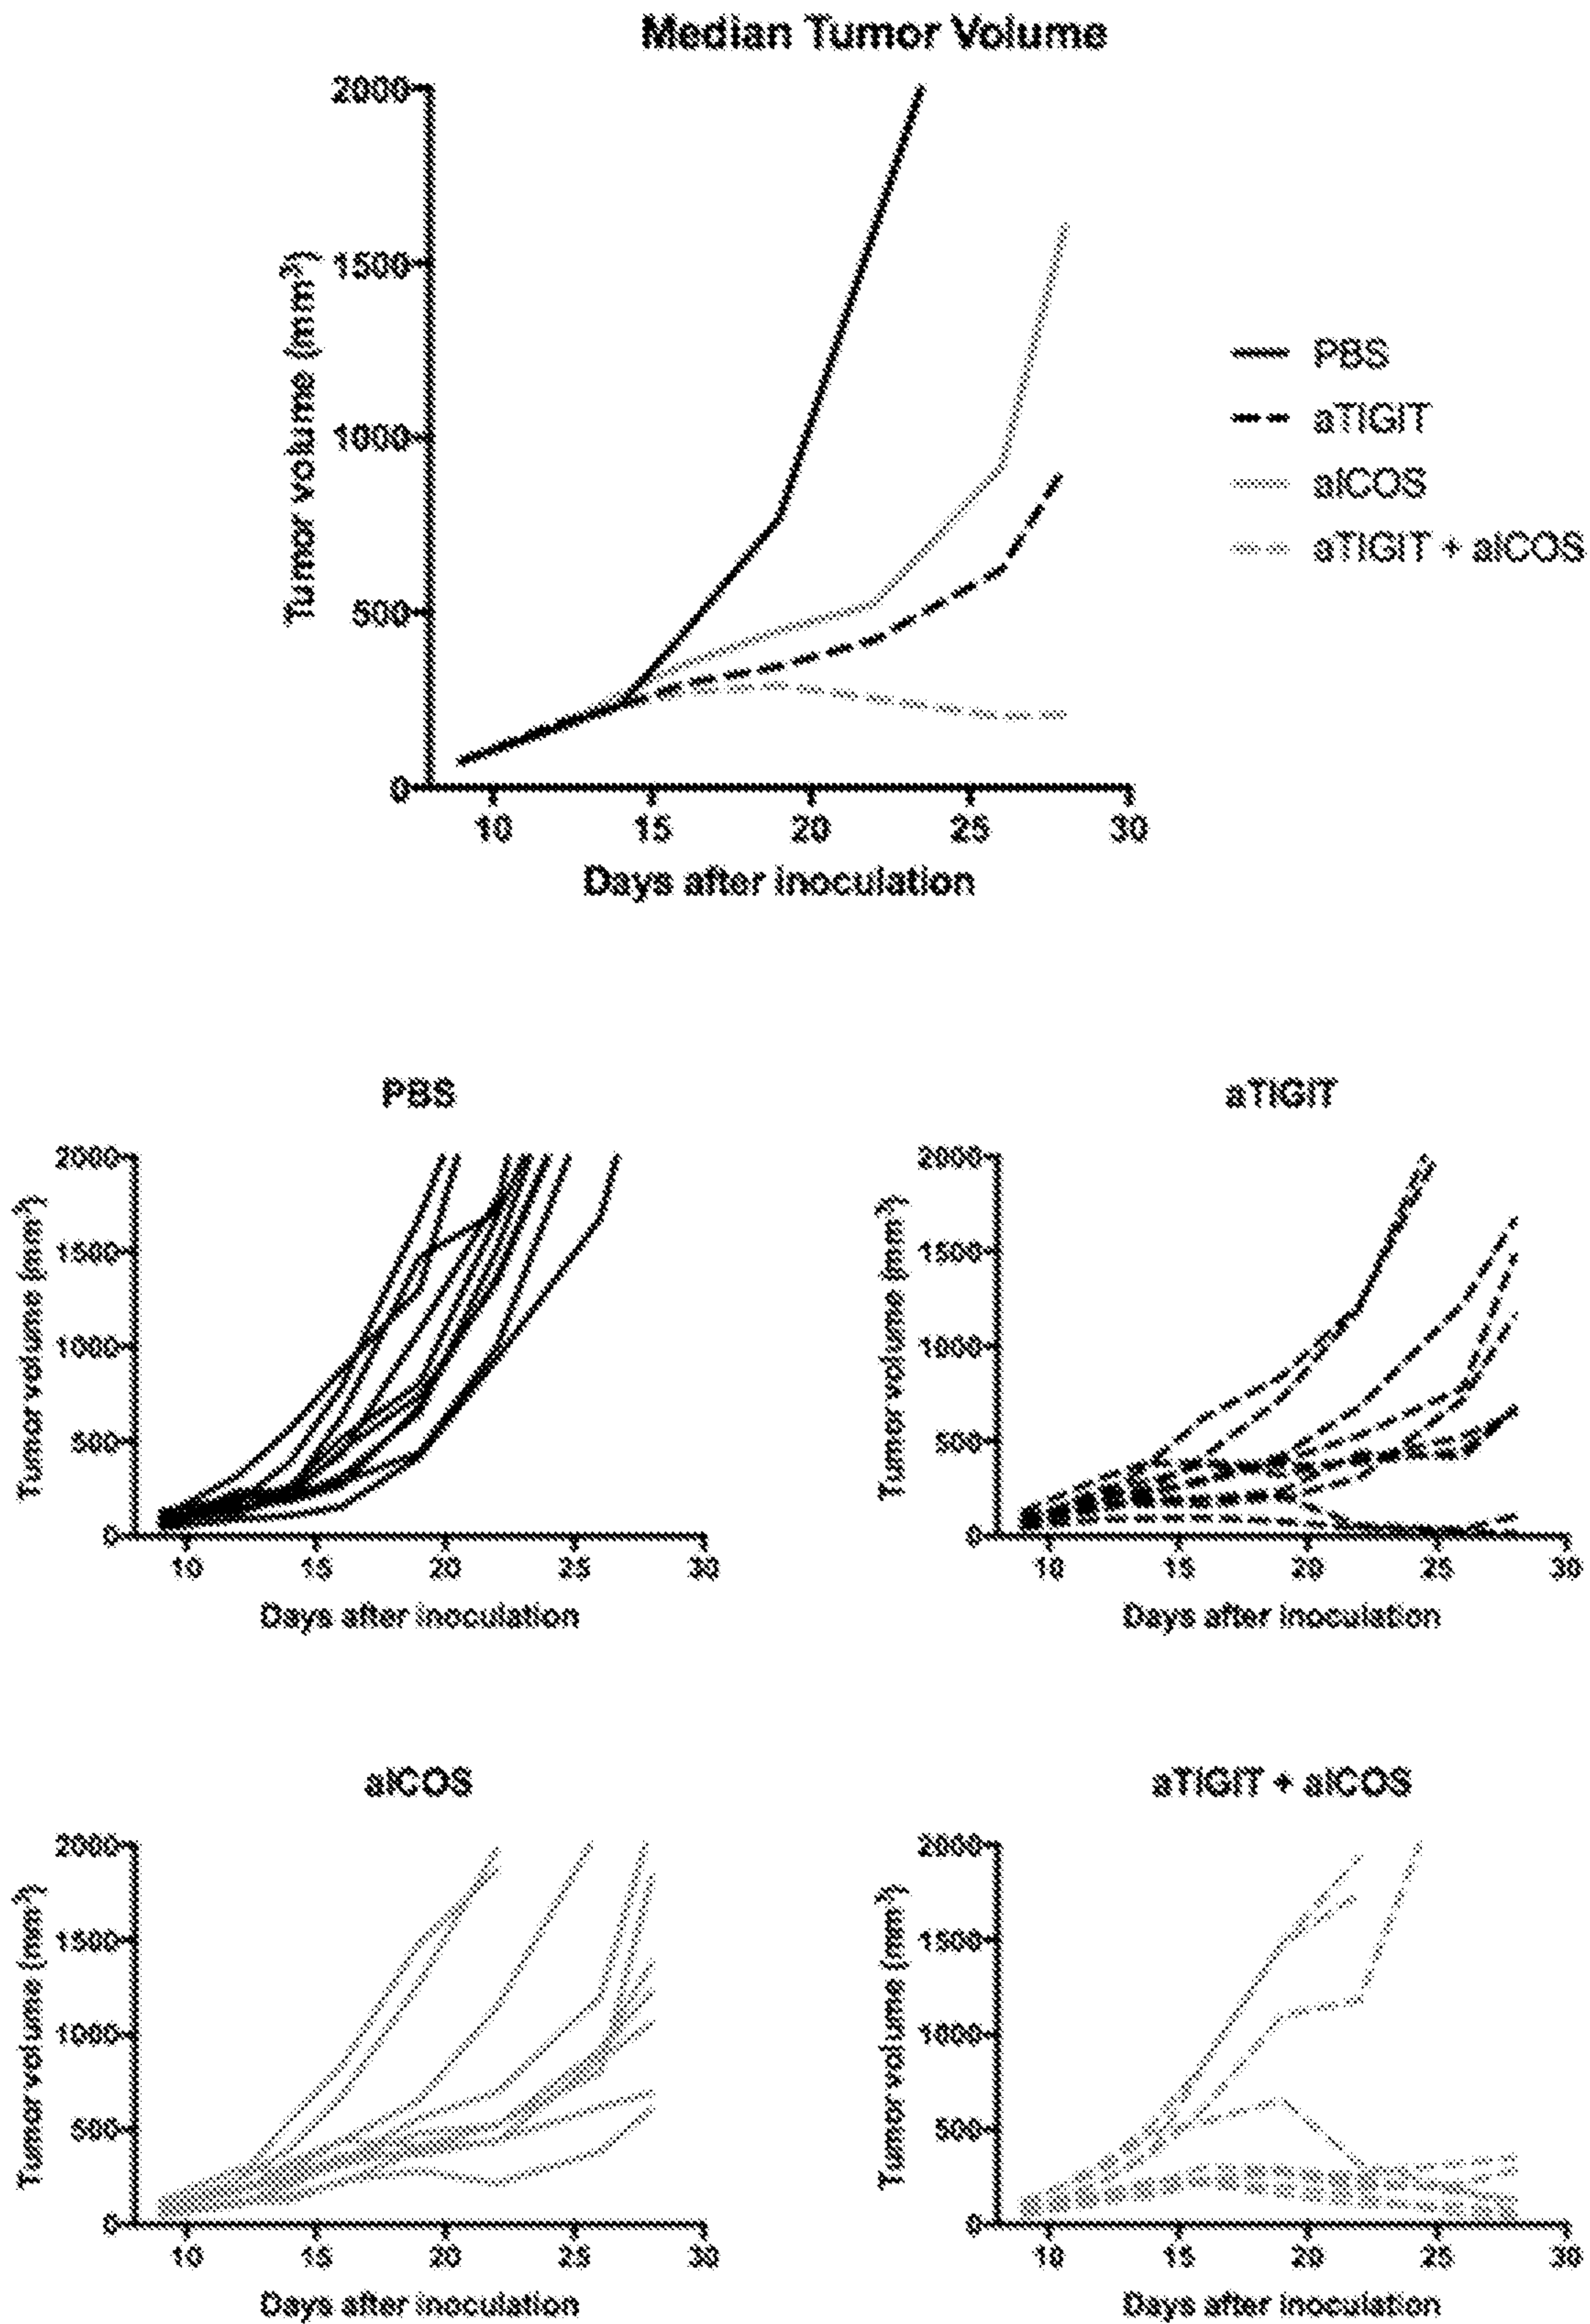 Median Tumor Volume
2000
1500
1000
500
0
Tumor volume (mm³)
10 15 20 25 30
Days after inoculation
PBS
aTIGIT
aICOS
aTIGIT + aICOS
PBS
2000
1500
1000
500
0
Tumor volume (mm³)
10 15 20 25 30
Days after inoculation
aTIGIT
2000
1500
1000
500
0
Tumor volume (mm³)
10 15 20 25 30
Days after inoculation
aICOS
2000
1500
1000
500
0
Tumor volume (mm³)
10 15 20 25 30
Days after inoculation
aTIGIT + aICOS
2000
1500
1000
500
0
Tumor volume (mm³)
10 15 20 25 30
Days after inoculation